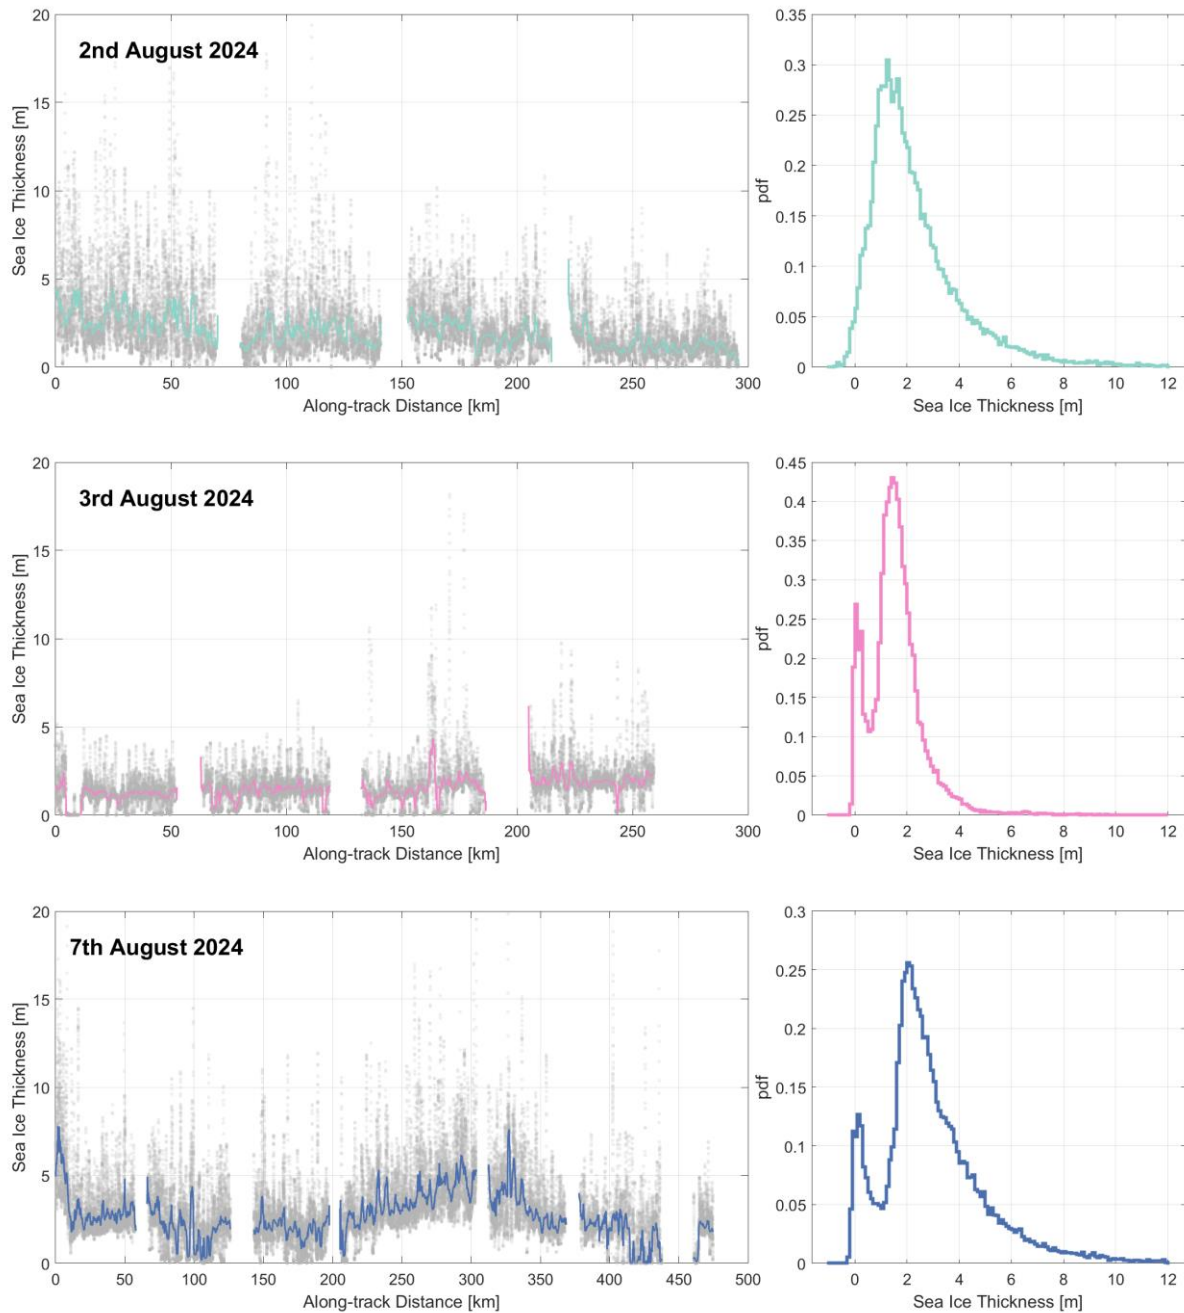 2nd August 2024
Sea Ice Thickness [m]
20
15
10
5
0
0 50 100 150 200 250 300
Along-track Distance [km]
pdf
0.35
0.3
0.25
0.2
0.15
0.1
0.05
0
0 2 4 6 8 10 12
Sea Ice Thickness [m]
3rd August 2024
Sea Ice Thickness [m]
20
15
10
5
0
0 50 100 150 200 250 300
Along-track Distance [km]
pdf
0.45
0.4
0.35
0.3
0.25
0.2
0.15
0.1
0.05
0
0 2 4 6 8 10 12
Sea Ice Thickness [m]
7th August 2024
Sea Ice Thickness [m]
20
15
10
5
0
0 50 100 150 200 250 300 350 400 450 500
Along-track Distance [km]
pdf
0.3
0.25
0.2
0.15
0.1
0.05
0
0 2 4 6 8 10 12
Sea Ice Thickness [m]